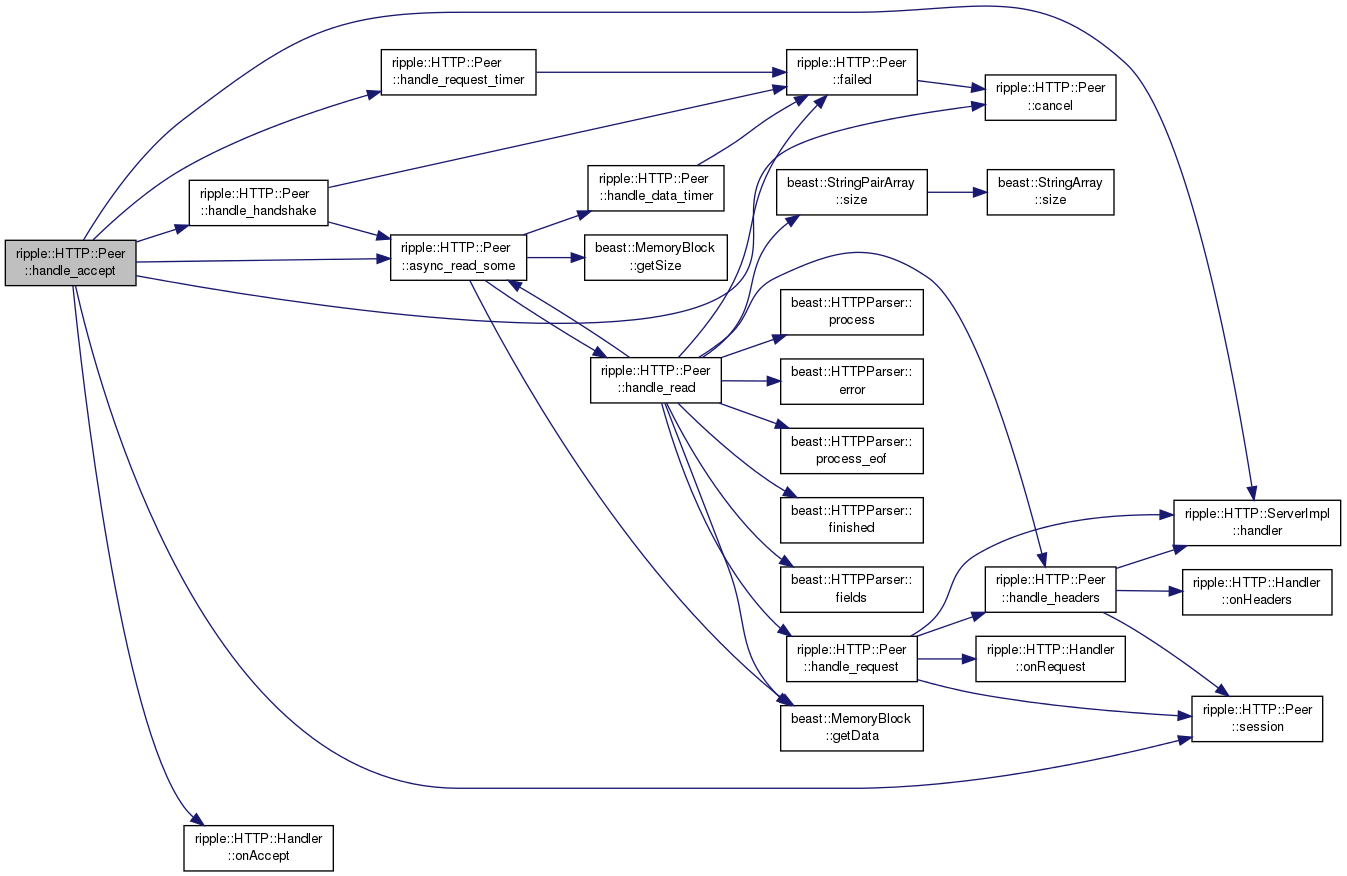 ripple::HTTP::Peer
::handle_accept
ripple::HTTP::Peer
::handle_request_timer
ripple::HTTP::Peer
::handle_handshake
ripple::HTTP::Peer
::async_read_some
ripple::HTTP::Handler
::onAccept
ripple::HTTP::Peer
::handle_data_timer
beast::MemoryBlock
::getSize
ripple::HTTP::Peer
::handle_read
ripple::HTTP::Peer
::failed
beast::StringPairArray
::size
beast::HTTPParser::
process
beast::HTTPParser::
error
beast::HTTPParser::
process_eof
beast::HTTPParser::
finished
beast::HTTPParser::
fields
ripple::HTTP::Peer
::handle_request
beast::MemoryBlock
::getData
ripple::HTTP::Peer
::cancel
beast::StringArray
::size
ripple::HTTP::Peer
::handle_headers
ripple::HTTP::Handler
::onRequest
ripple::HTTP::ServerImpl
::handler
ripple::HTTP::Handler
::onHeaders
ripple::HTTP::Peer
::session